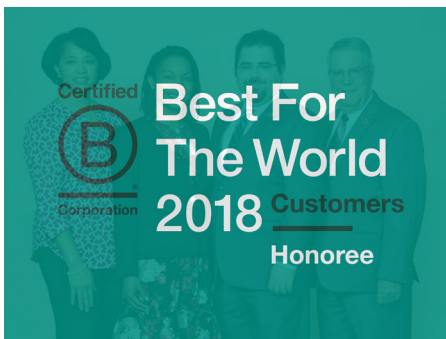 Certified
B
®
Corporation
Best For
The World
2018 Customers
Honoree